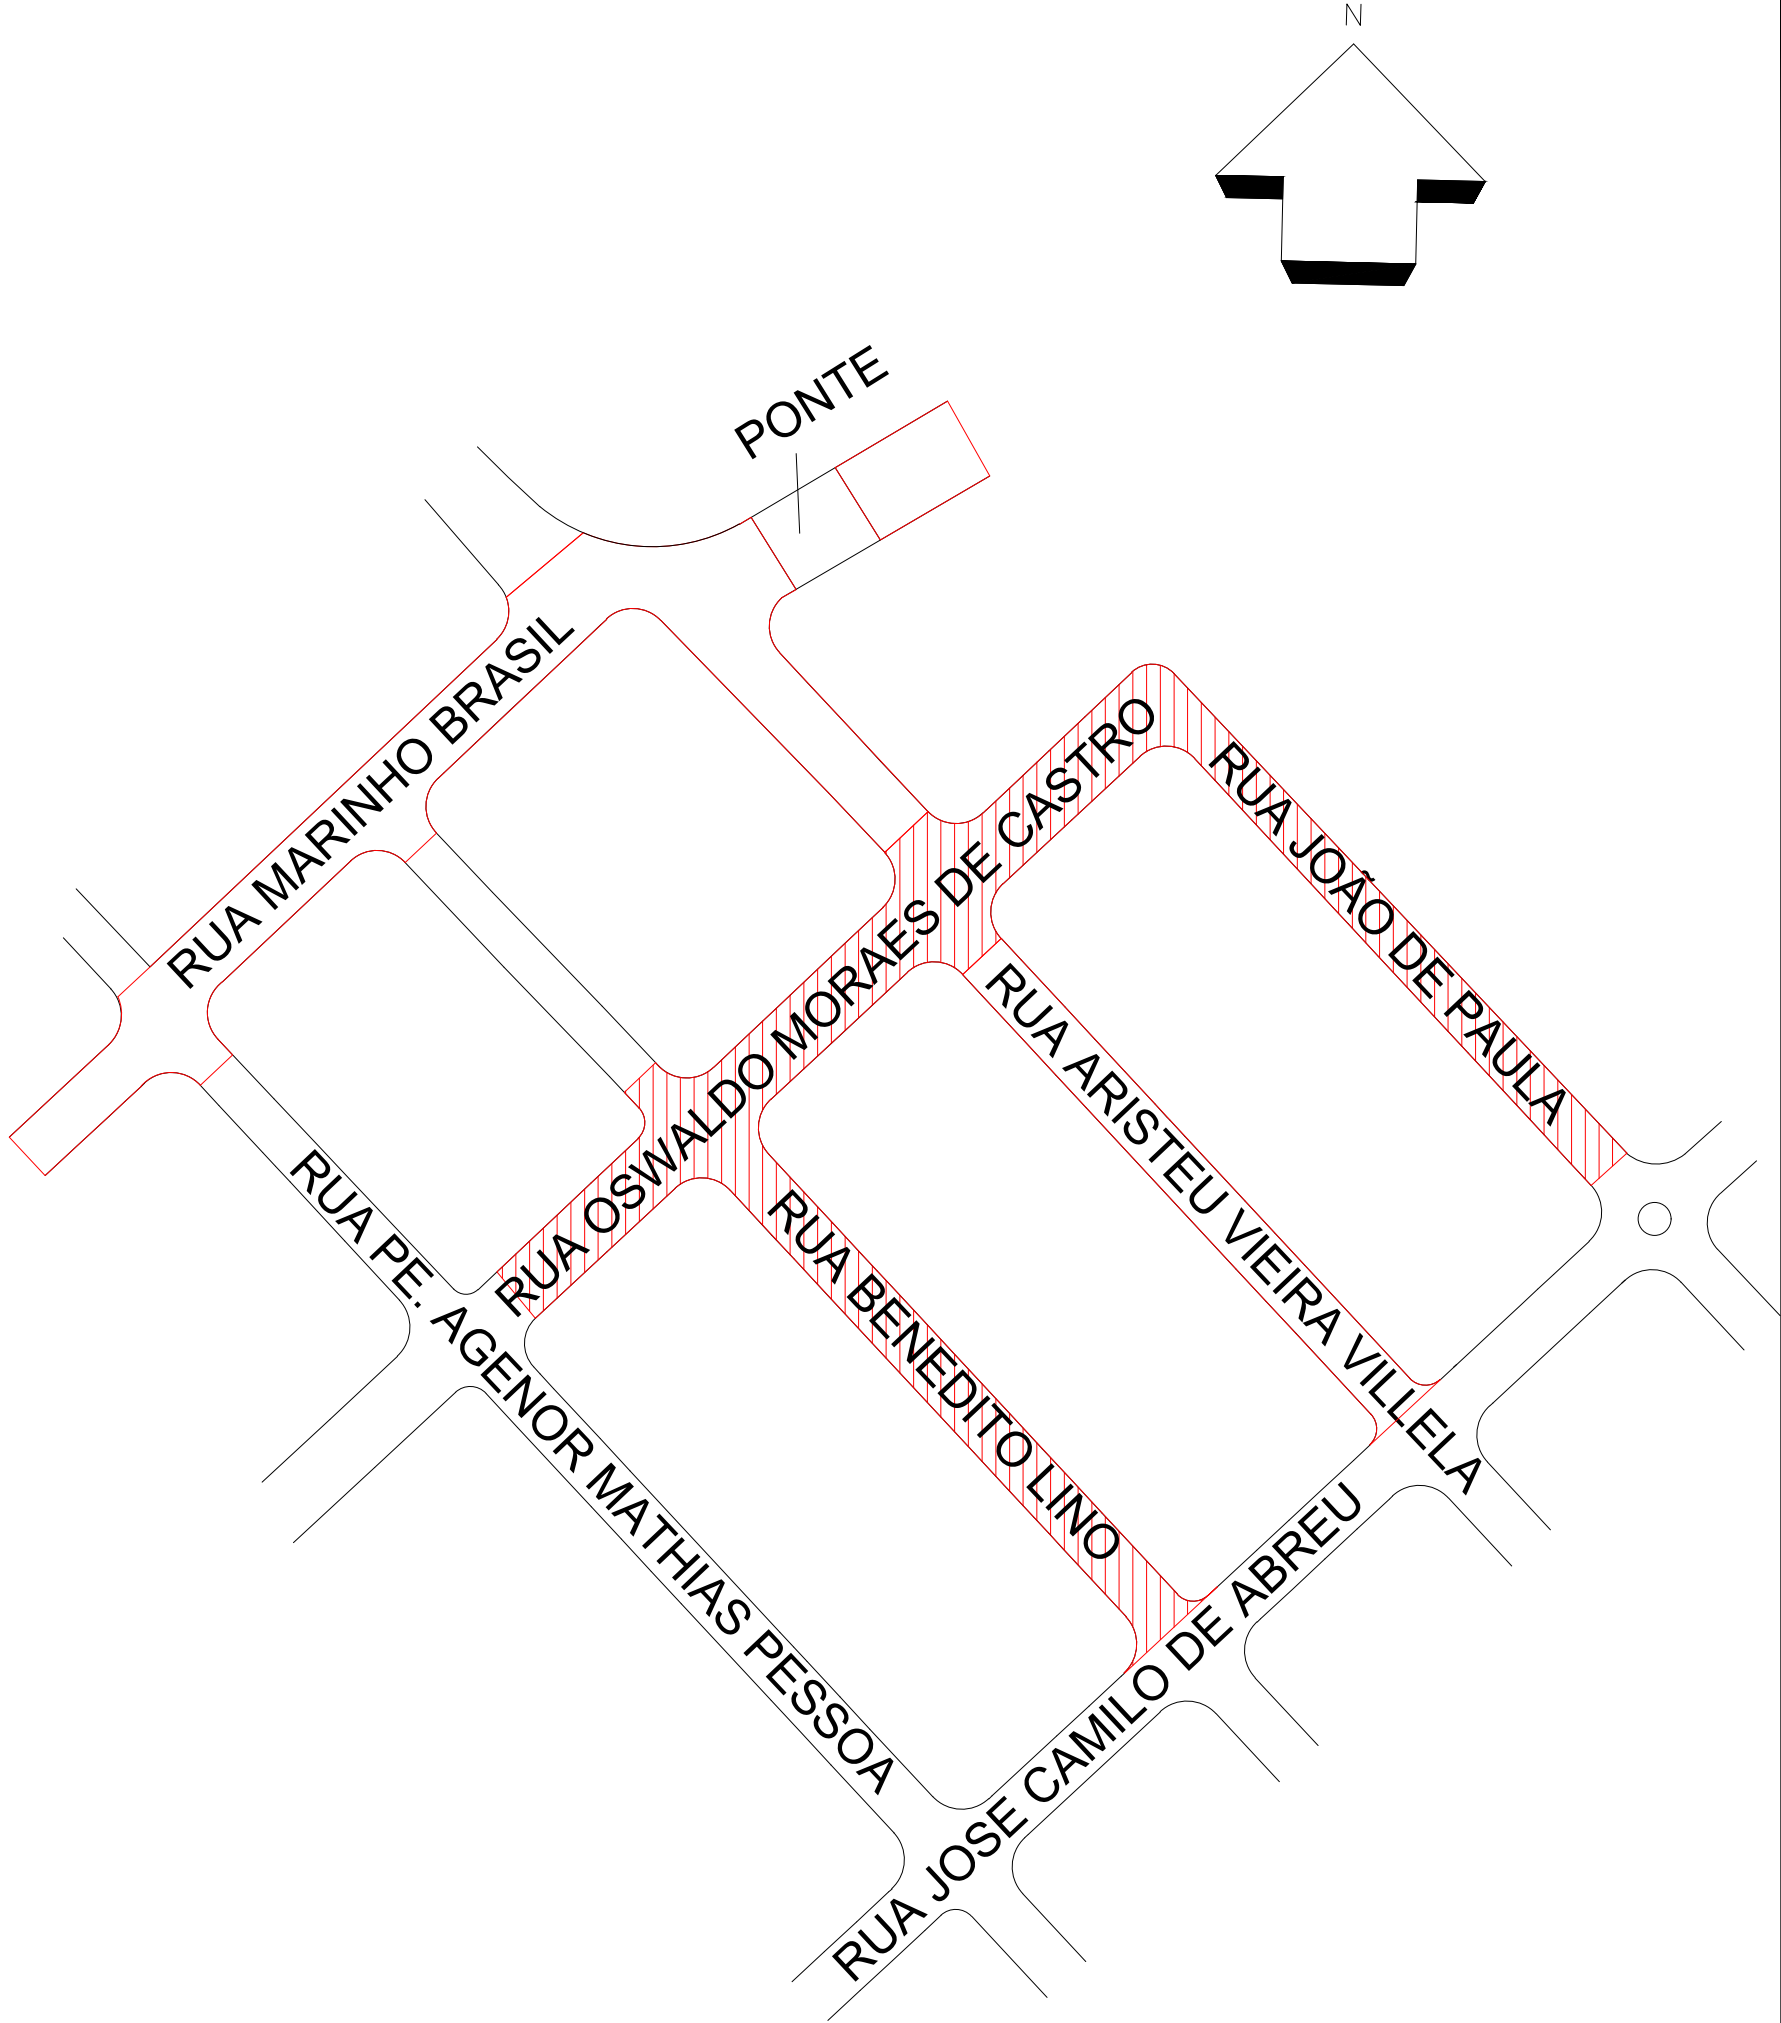 N
PONTE
RUA MARINHO BRASIL
RUA OSWALDO MORAES DE CASTRO
RUA JOÃO DE PAULA
RUA ARISTEU VIEIRA VILLELA
RUA PE. AGENOR MATHIAS PESSOA
RUA BENEDITO LINO
RUA JOSE CAMILO DE ABREU